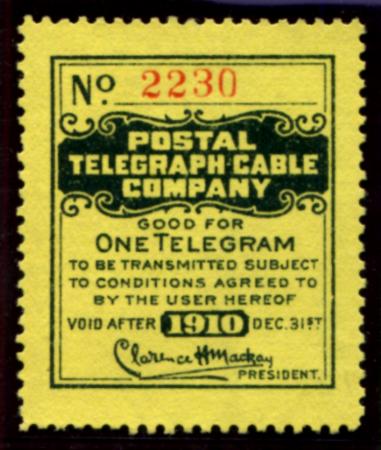 Nº 2230
POSTAL
TELEGRAPH-CABLE
COMPANY
GOOD FOR
ONE TELEGRAM
TO BE TRANSMITTED SUBJECT
TO CONDITIONS AGREED TO
BY THE USER HEREOF
VOID AFTER 1910 DEC. 31ST
Clarence H Mackay
PRESIDENT.